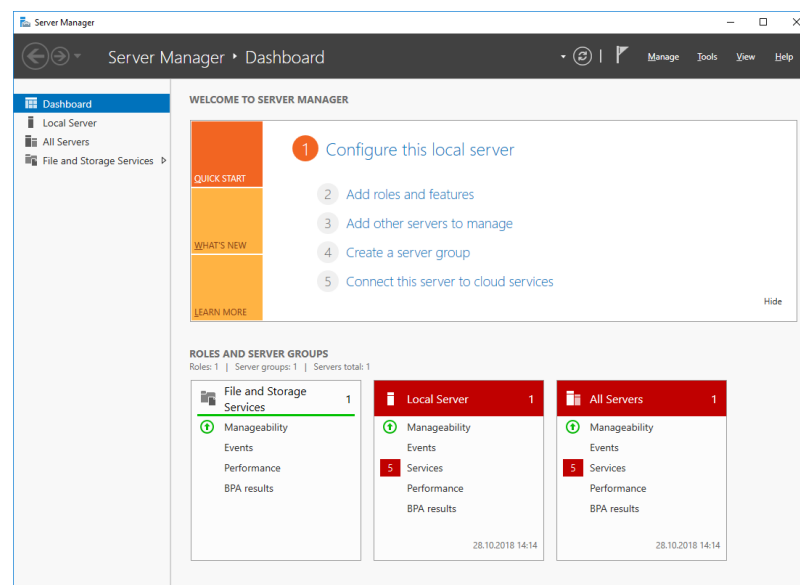 Server Manager
Server Manager • Dashboard
Manage Tools View Help
Dashboard
Local Server
All Servers
File and Storage Services
WELCOME TO SERVER MANAGER
QUICK START
WHAT'S NEW
LEARN MORE
1 Configure this local server
2 Add roles and features
3 Add other servers to manage
4 Create a server group
5 Connect this server to cloud services
Hide
ROLES AND SERVER GROUPS
Roles: 1 | Server groups: 1 | Servers total: 1
File and Storage
Services 1
Manageability
Events
Performance
BPA results
Local Server 1
Manageability
Events
5 Services
Performance
BPA results
28.10.2018 14:14
All Servers 1
Manageability
Events
5 Services
Performance
BPA results
28.10.2018 14:14